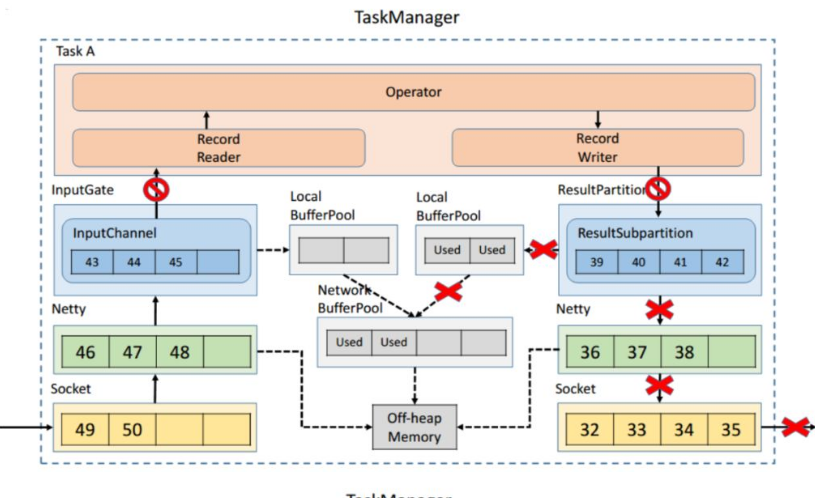 TaskManager
Task A
Operator
Record
Reader
Record
Writer
InputGate
Local
BufferPool
Local
BufferPool
ResultPartition
InputChannel
43 44 45
Used Used
ResultSubpartition
39 40 41 42
Netty
Network
BufferPool
Netty
46 47 48
Used Used
36 37 38
Socket
Socket
49 50
Off-heap
Memory
32 33 34 35
TaskManager